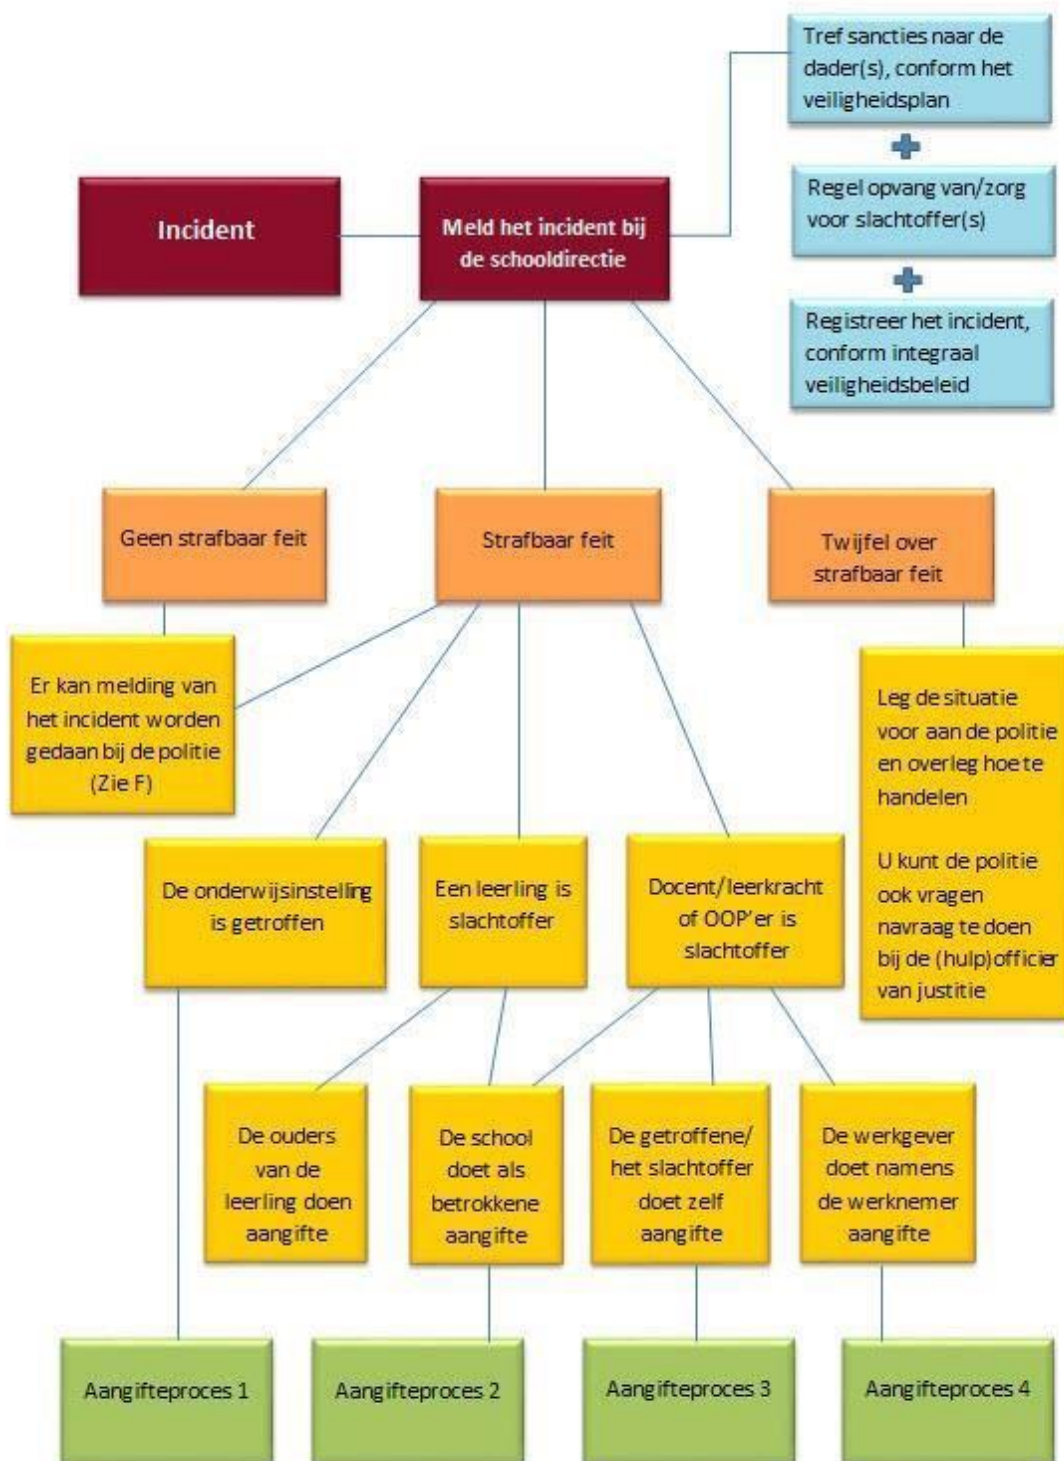 Tref sancties naar de
dader(s), conform het
veiligheidsplan
Regel opvang van/zorg
voor slachtoffer(s)
Registreer het incident,
conform integraal
veiligheidsbeleid
Incident
Meld het incident bij
de schooldirectie
Geen strafbaar feit
Strafbaar feit
Twijfel over
strafbaar feit
Er kan melding van
het incident worden
gedaan bij de politie
(Zie F)
Leg de situatie
voor aan de politie
en overleg hoe te
handelen
U kunt de politie
ook vragen
navraag te doen
bij de (hulp)officier
van justitie
De onderwijsinstelling
is getroffen
Een leerling is
slachtoffer
Docent/leerkracht
of OOP'er is
slachtoffer
De ouders
van de
leerling doen
aangifte
De school
doet als
betrokkene
aangifte
De getroffene/
het slachtoffer
doet zelf
aangifte
De werkgever
doet namens
de werknemer
aangifte
Aangifteproces 1
Aangifteproces 2
Aangifteproces 3
Aangifteproces 4